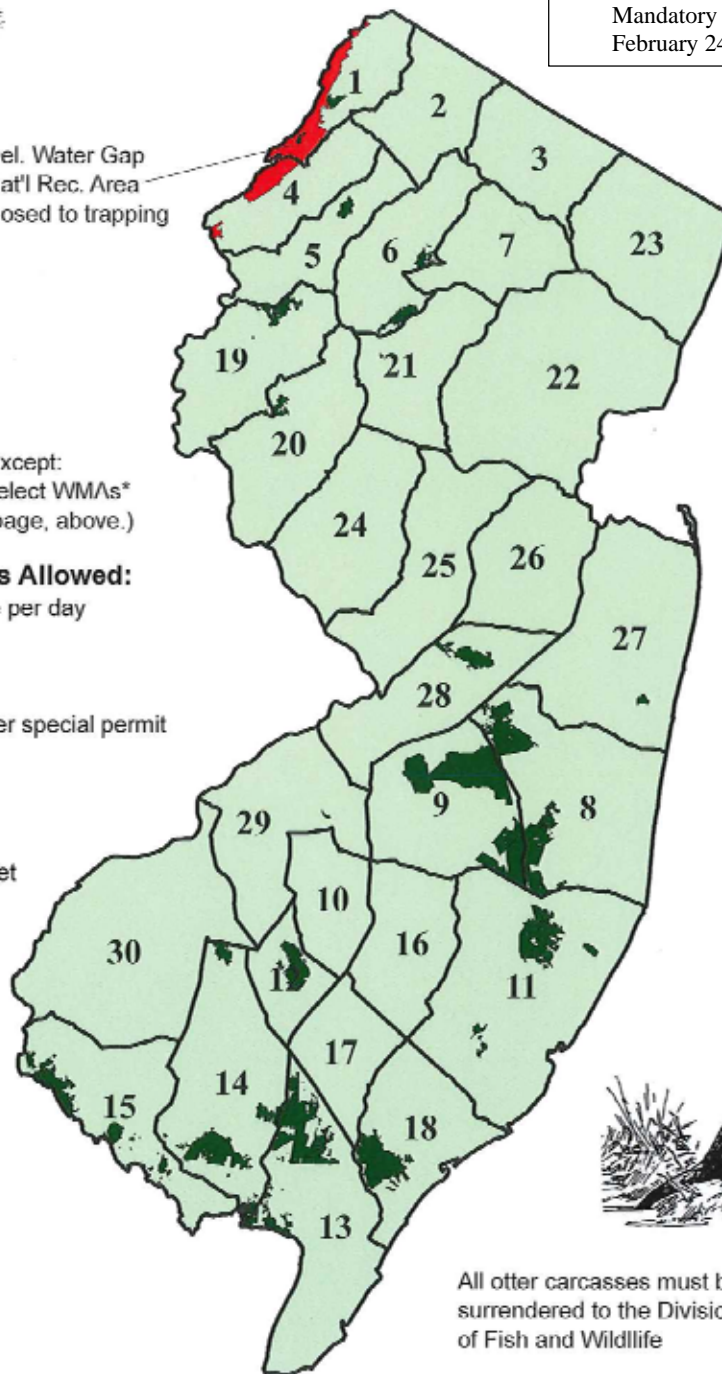 Mandatory
February 24
1
2
3
el. Water Gap
at'l Rec. Area
osed to trapping
4
5
6
7
23
19
21
22
20
xcept:
elect WMAs*
page, above.)
24
25
26
s Allowed:
per day
27
28
er special permit
9
8
29
et
10
30
16
12
11
17
14
15
18
13
All otter carcasses must b
surrendered to the Division
of Fish and Wildllife